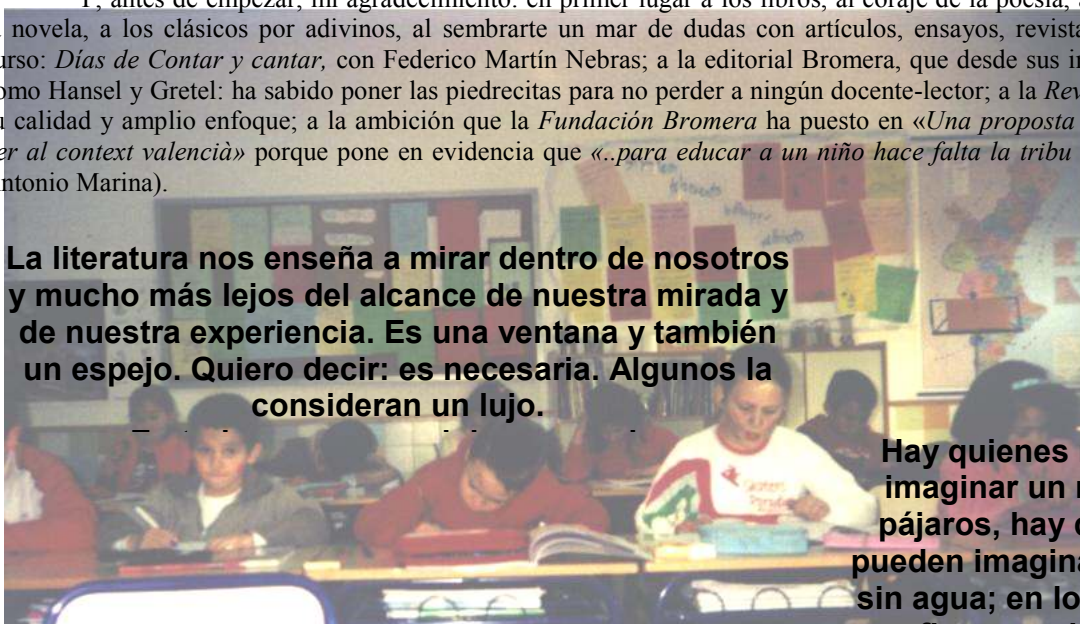 Y, antes de empezar, mi agradecimiento: en primer lugar a los libros, al coraje de la poesía,
novela, a los clásicos por adivinos, al sembrarte un mar de dudas con artículos, ensayos,
urso: Días de Contar y cantar, con Federico Martín Nebras; a la editorial Bromera, que desde sus
omo Hansel y Gretel: ha sabido poner las piedrecitas para no perder a ningún docente-lector; a la
calidad y amplio enfoque; a la ambición que la Fundación Bromera ha puesto en «Una proposta
er al context valencià» porque pone en evidencia que «..para educar a un niño hace falta la tribu
ntonio Marina).
La literatura nos enseña a mirar dentro de nosotros
y mucho más lejos del alcance de nuestra mirada y
de nuestra experiencia. Es una ventana y también
un espejo. Quiero decir: es necesaria. Algunos la
consideran un lujo.
Hay quienes
imaginar un
pájaros, hay
pueden imagina
sin agua; en lo